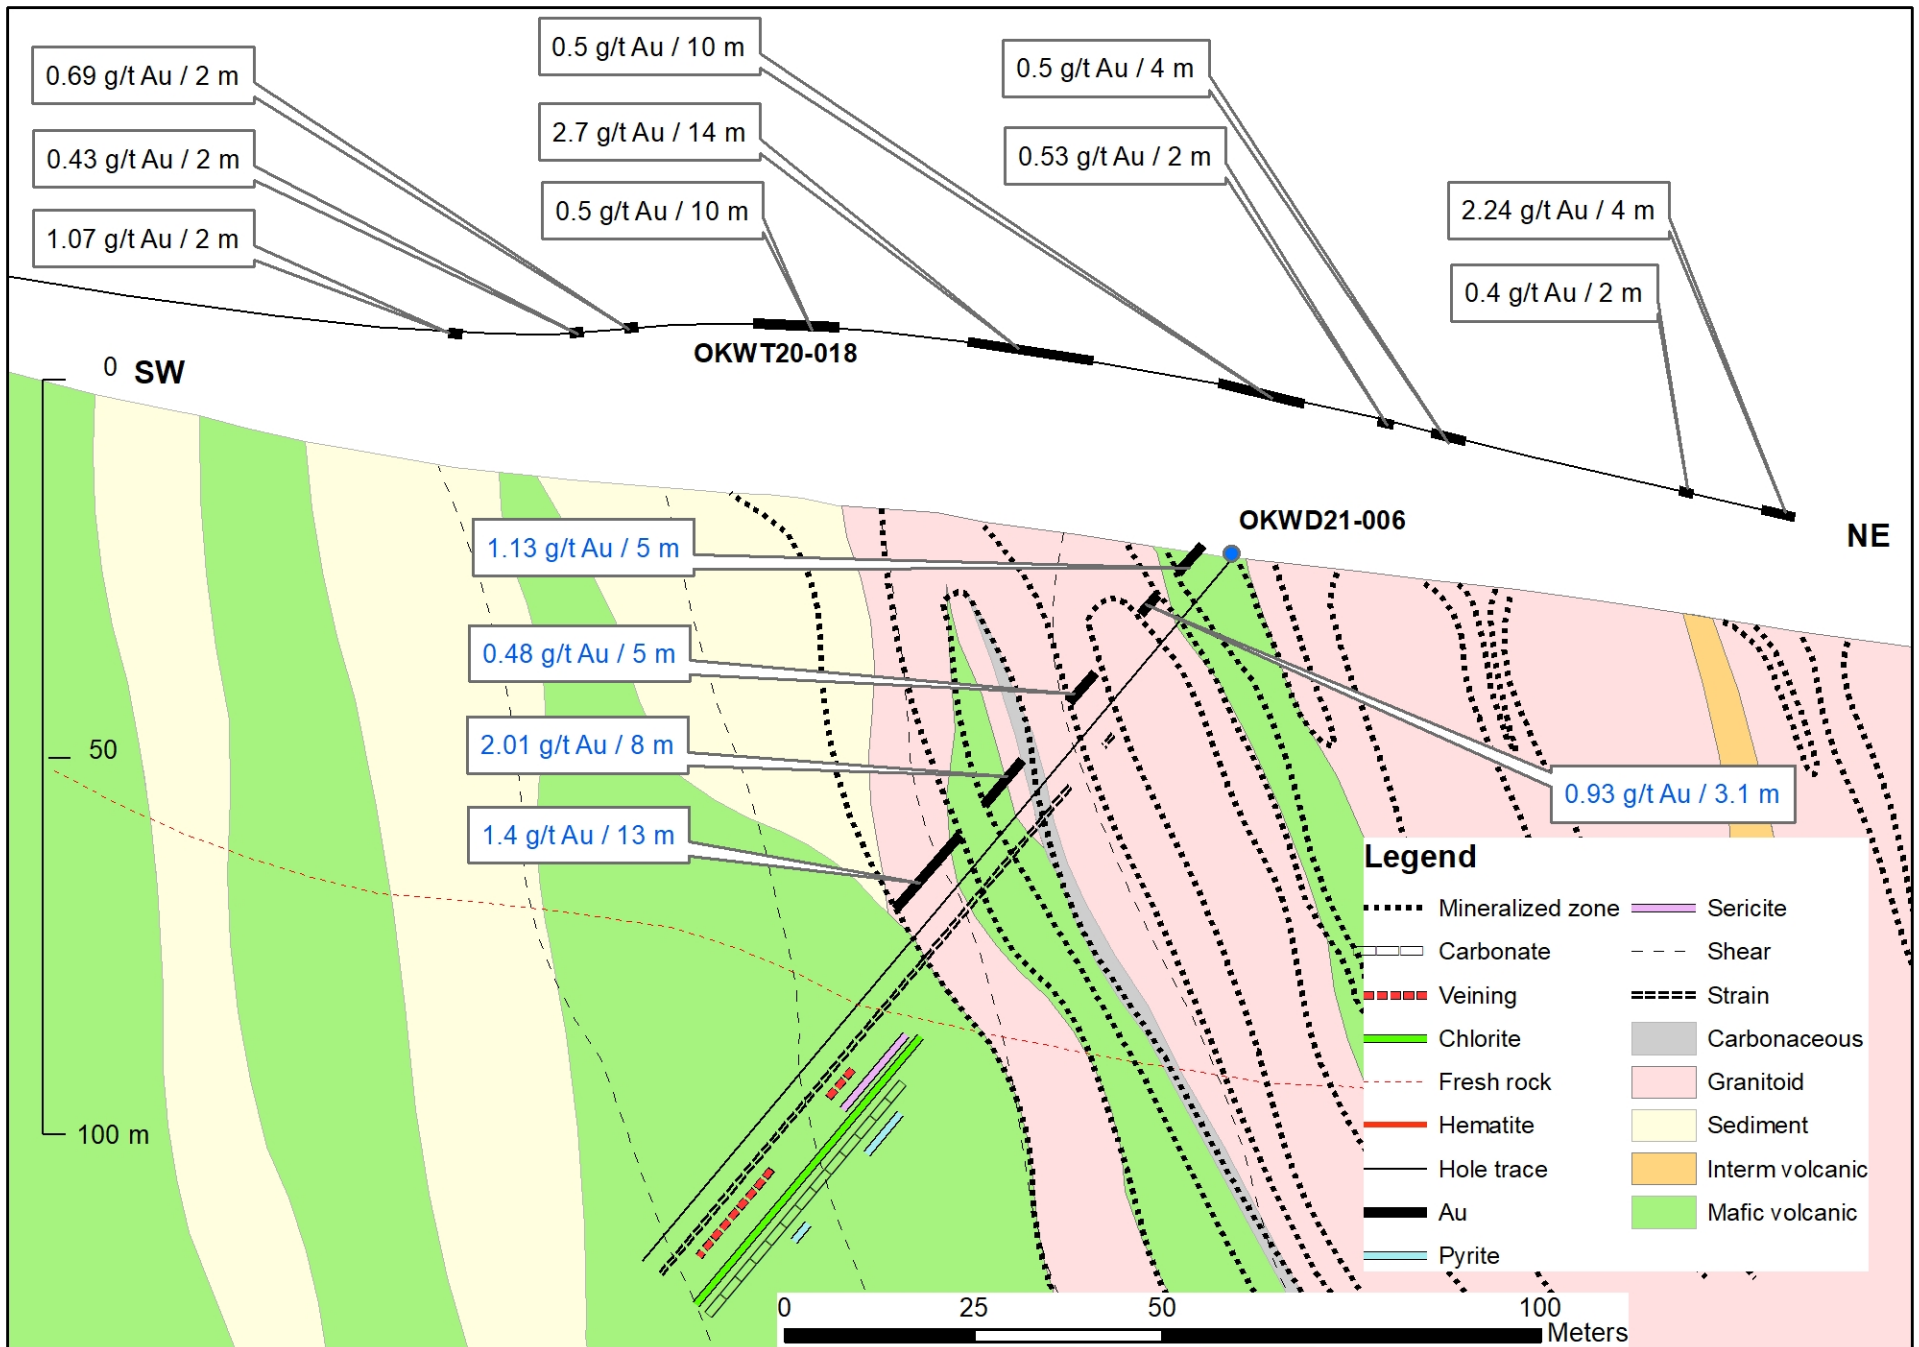 0.69 g/t Au / 2 m
0.43 g/t Au / 2 m
1.07 g/t Au / 2 m
0.5 g/t Au / 10 m
2.7 g/t Au / 14 m
0.5 g/t Au / 10 m
0.5 g/t Au / 4 m
0.53 g/t Au / 2 m
2.24 g/t Au / 4 m
0.4 g/t Au / 2 m
OKWT20-018
0 SW
OKWD21-006
NE
1.13 g/t Au / 5 m
0.48 g/t Au / 5 m
2.01 g/t Au / 8 m
1.4 g/t Au / 13 m
0.93 g/t Au / 3.1 m
50
100 m
Legend
Mineralized zone
Carbonate
Veining
Chlorite
Fresh rock
Hematite
Hole trace
Au
Pyrite
Sericite
Shear
Strain
Carbonaceous
Granitoid
Sediment
Interm volcanic
Mafic volcanic
0 25 50 100
Meters